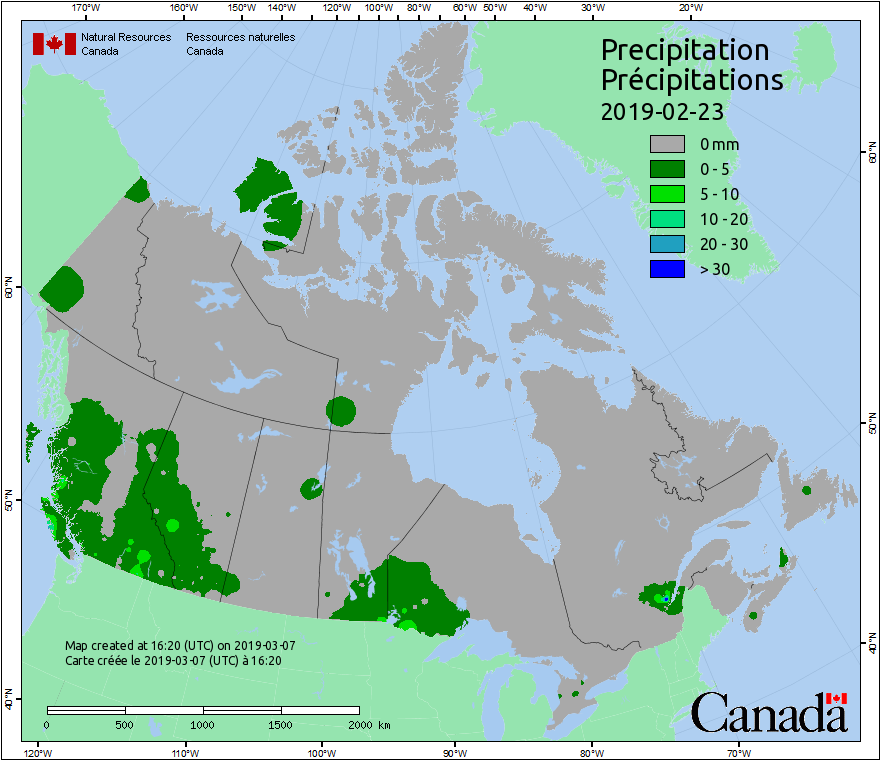 170°W 160°W 150°W 140°W 120°W 100°W 80°W 60°W 50°W 40°W 30°W 20°W
Natural Resources Ressources naturelles
Canada Canada
Precipitation
Précipitations
2019-02-23
0 mm
0 - 5
5 - 10
10 - 20
20 - 30
> 30
60°N
60°N
50°N
50°N
40°N
40°N
Map created at 16:20 (UTC) on 2019-03-07
Carte créée le 2019-03-07 (UTC) à 16:20
0 500 1000 1500 2000 km
Canada
120°W 110°W 100°W 90°W 80°W 70°W